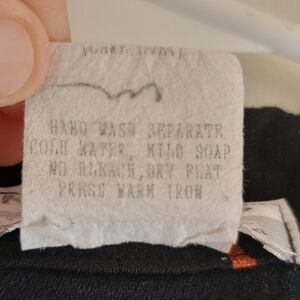 HAND WASH SEPARATE
COLD WATER, MILD SOAP
NO BLEACH, DRY FLAT
PRESS WARM IRON